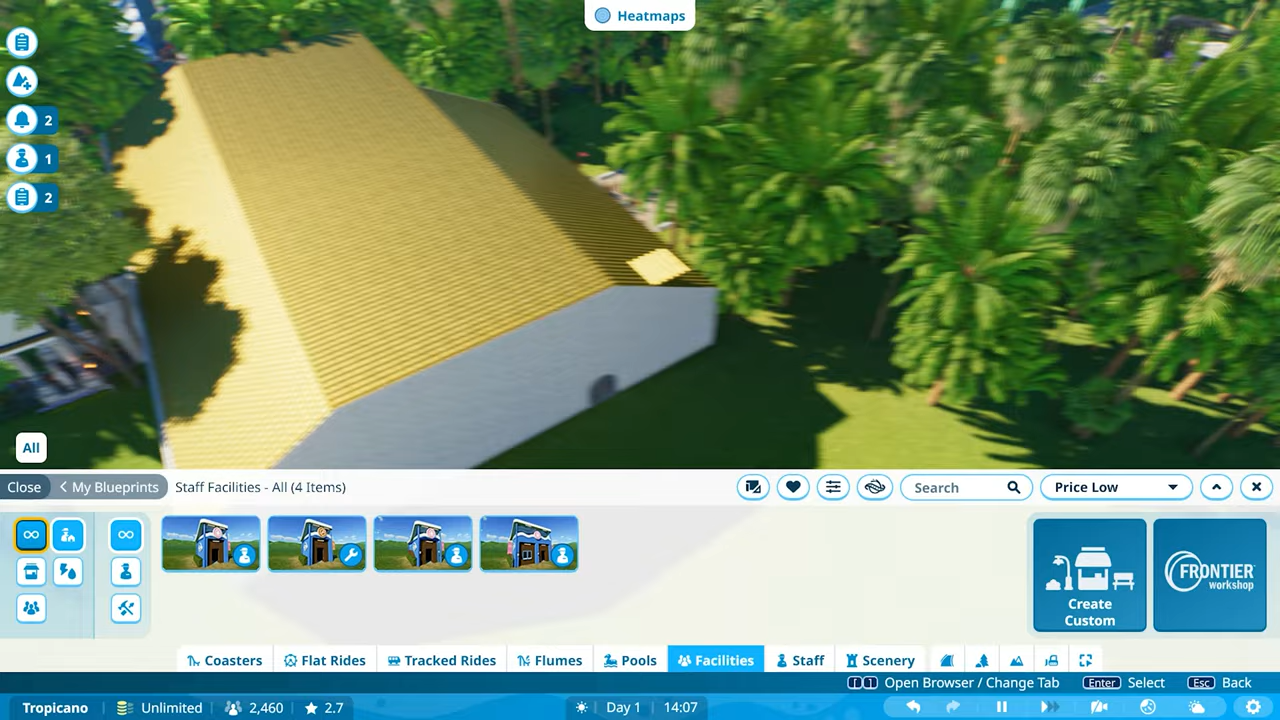 Heatmaps
2
1
2
All
Close
My Blueprints
Staff Facilities - All (4 Items)
Search
Price Low
Create
Custom
FRONTIER
workshop
Coasters
Flat Rides
Tracked Rides
Flumes
Pools
Facilities
Staff
Scenery
[ ] Open Browser / Change Tab
Enter Select
Esc Back
Tropicano
Unlimited
2,460
2.7
Day 1
14:07